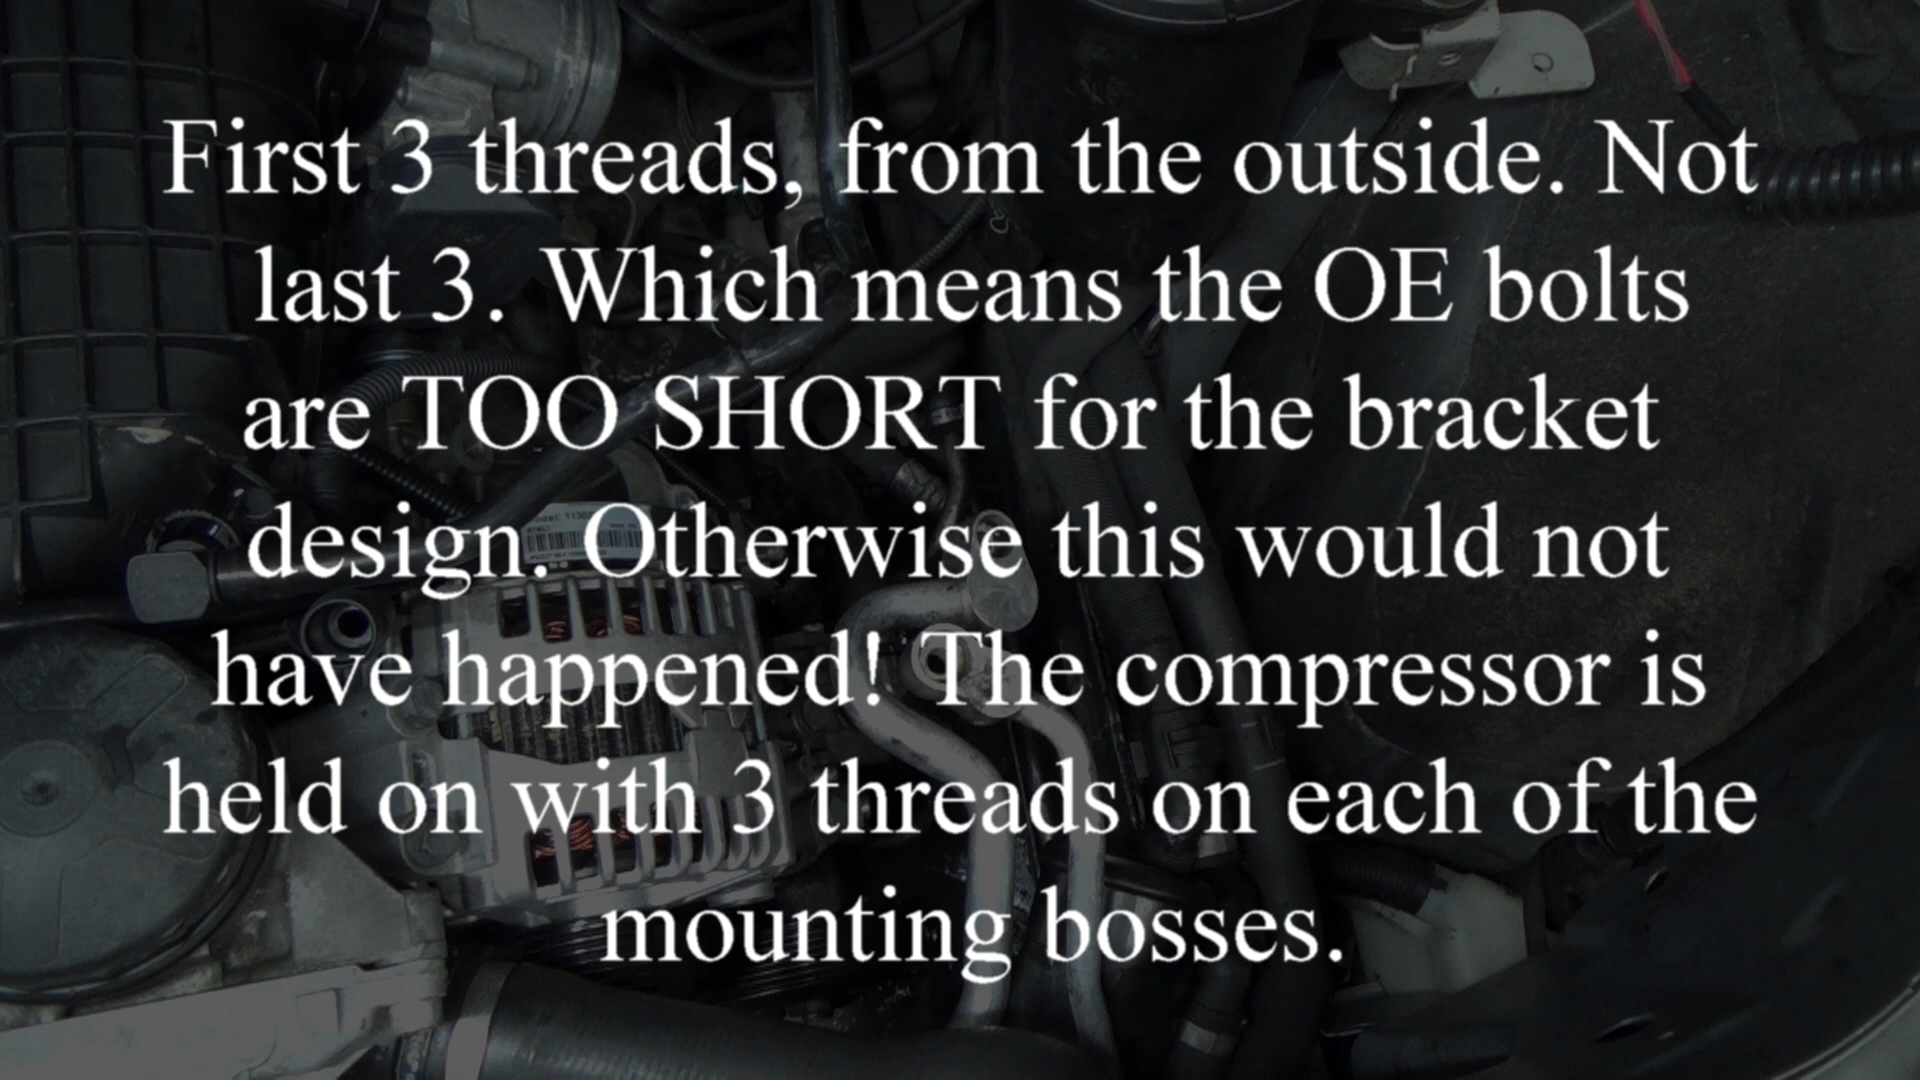 First 3 threads, from the outside. Not
last 3. Which means the OE bolts
are TOO SHORT for the bracket
design. Otherwise this would not
have happened! The compressor is
held on with 3 threads on each of the
mounting bosses.